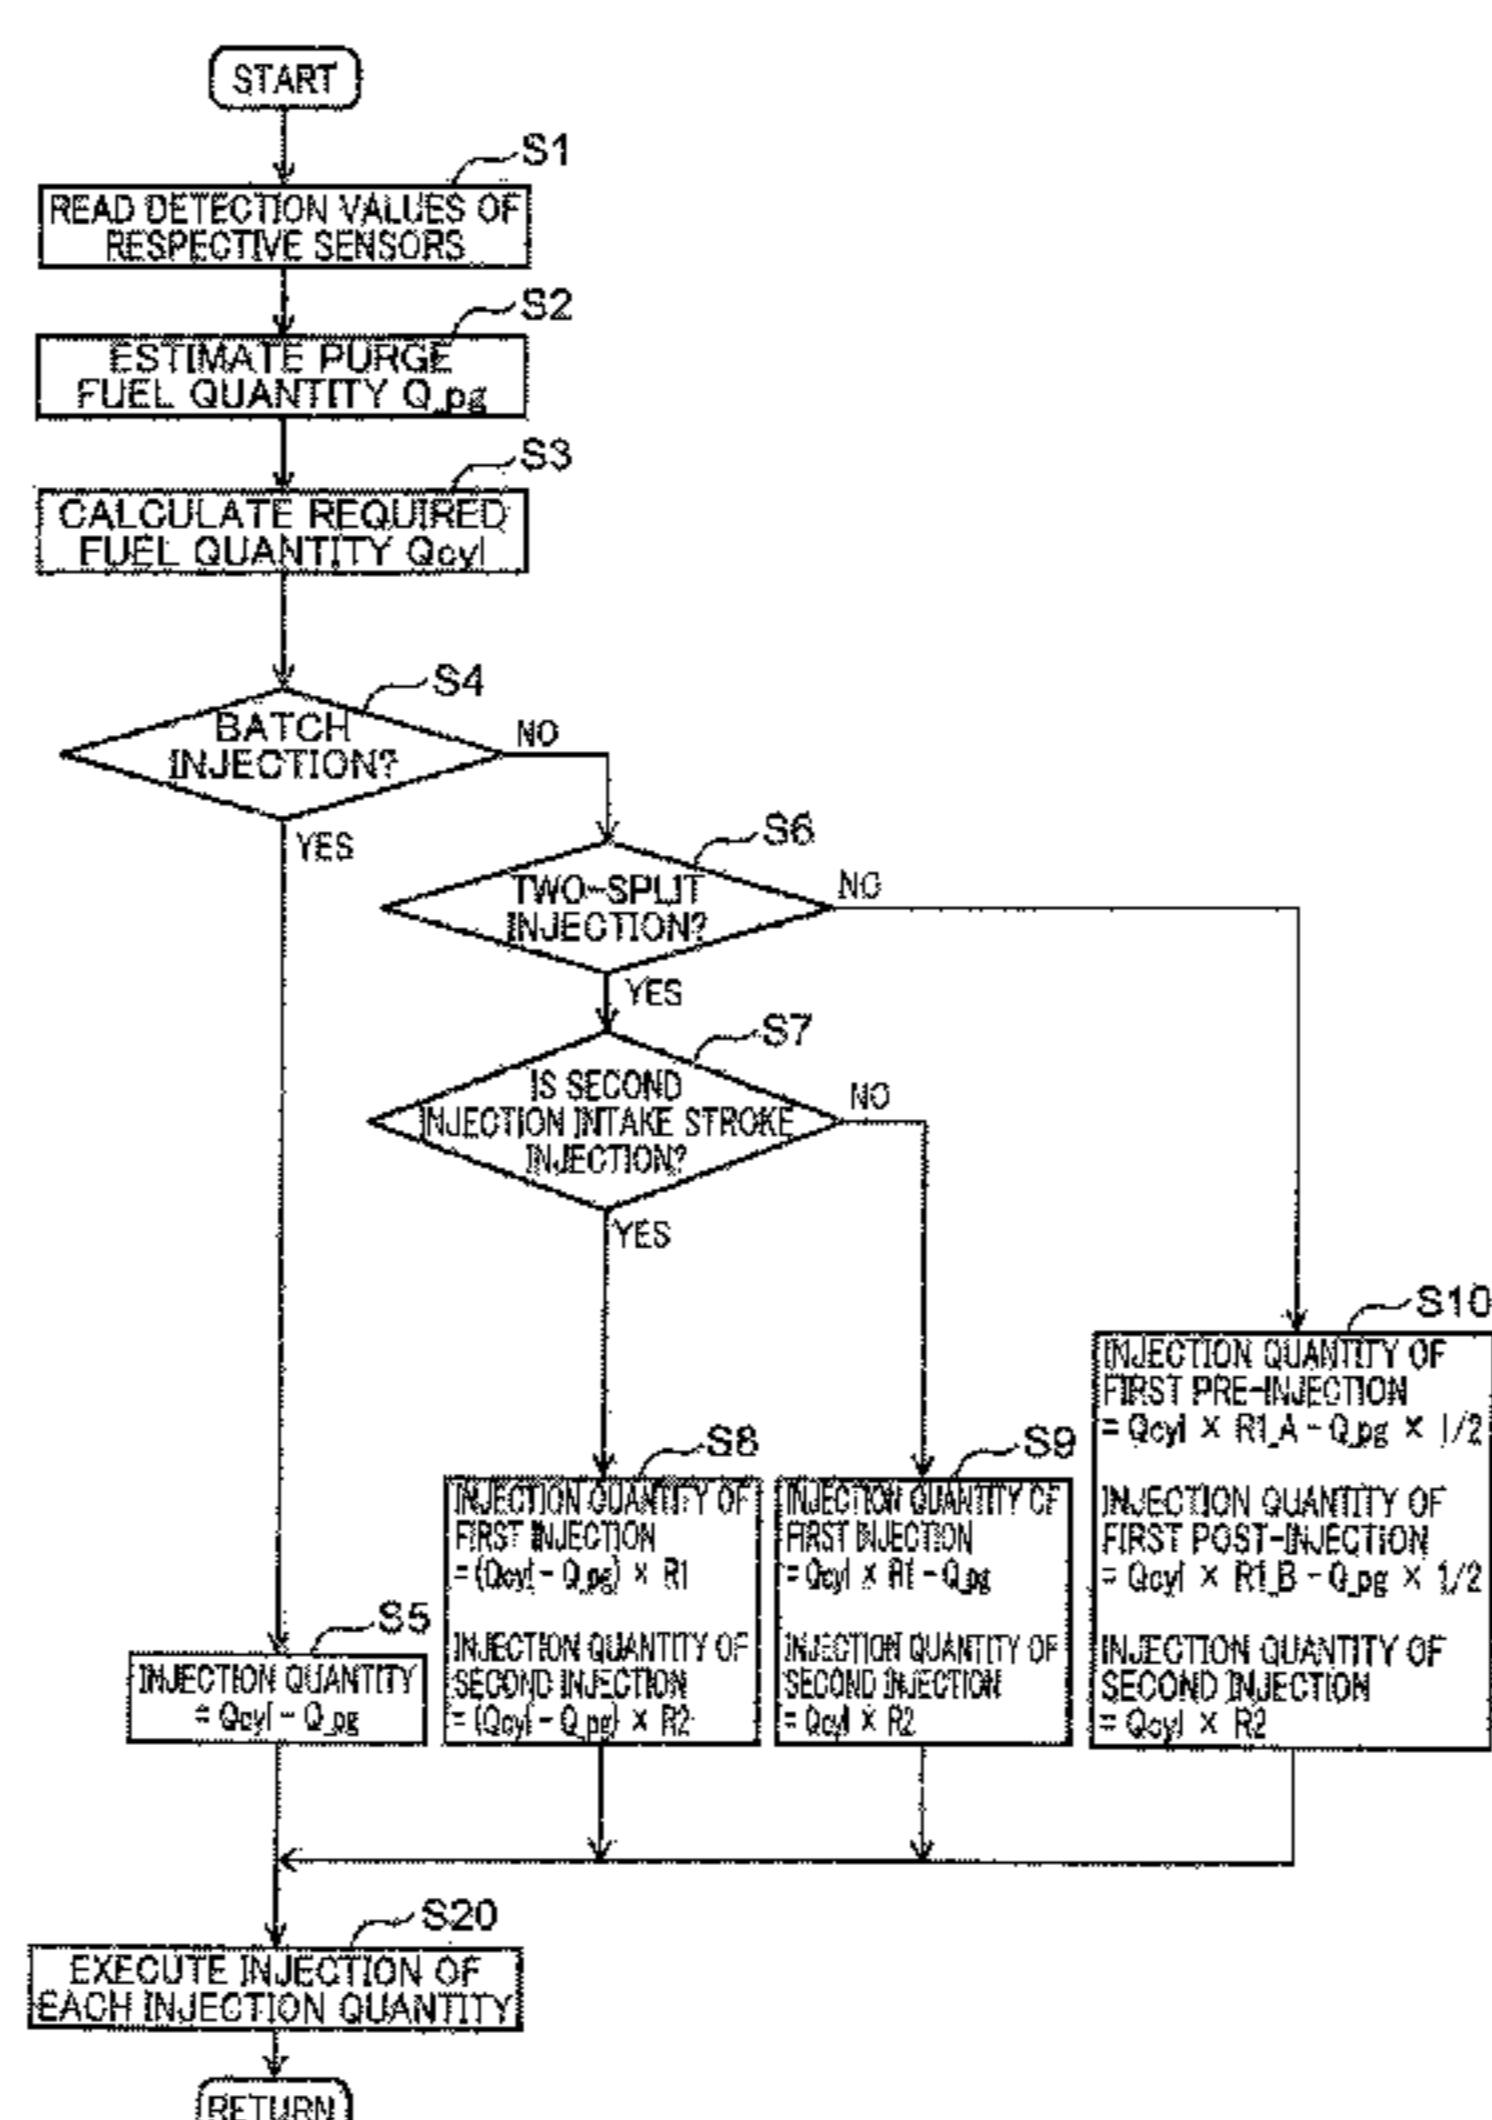 START
S1
READ DETECTION VALUES OF
RESPECTIVE SENSORS
S2
ESTIMATE PURGE
FUEL QUANTITY Q_pg
S3
CALCULATE REQUIRED
FUEL QUANTITY Qcyl
S4
BATCH
INJECTION?
NO
YES
S6
TWO-SPLIT
INJECTION?
NO
YES
S7
IS SECOND
INJECTION INTAKE STROKE
INJECTION?
NO
YES
S10
INJECTION QUANTITY OF
FIRST PRE-INJECTION
= Qcyl × R1_A - Q_pg × 1/2
INJECTION QUANTITY OF
FIRST POST-INJECTION
= Qcyl × R1_B - Q_pg × 1/2
INJECTION QUANTITY OF
SECOND INJECTION
= Qcyl × R2
S8
INJECTION QUANTITY OF
FIRST INJECTION
= (Qcyl - Q_pg) × R1
INJECTION QUANTITY OF
SECOND INJECTION
= (Qcyl - Q_pg) × R2
S9
INJECTION QUANTITY OF
FIRST INJECTION
= Qcyl × R1 - Q_pg
INJECTION QUANTITY OF
SECOND INJECTION
= Qcyl × R2
S5
INJECTION QUANTITY
= Qcyl - Q_pg
S20
EXECUTE INJECTION OF
EACH INJECTION QUANTITY
RETURN